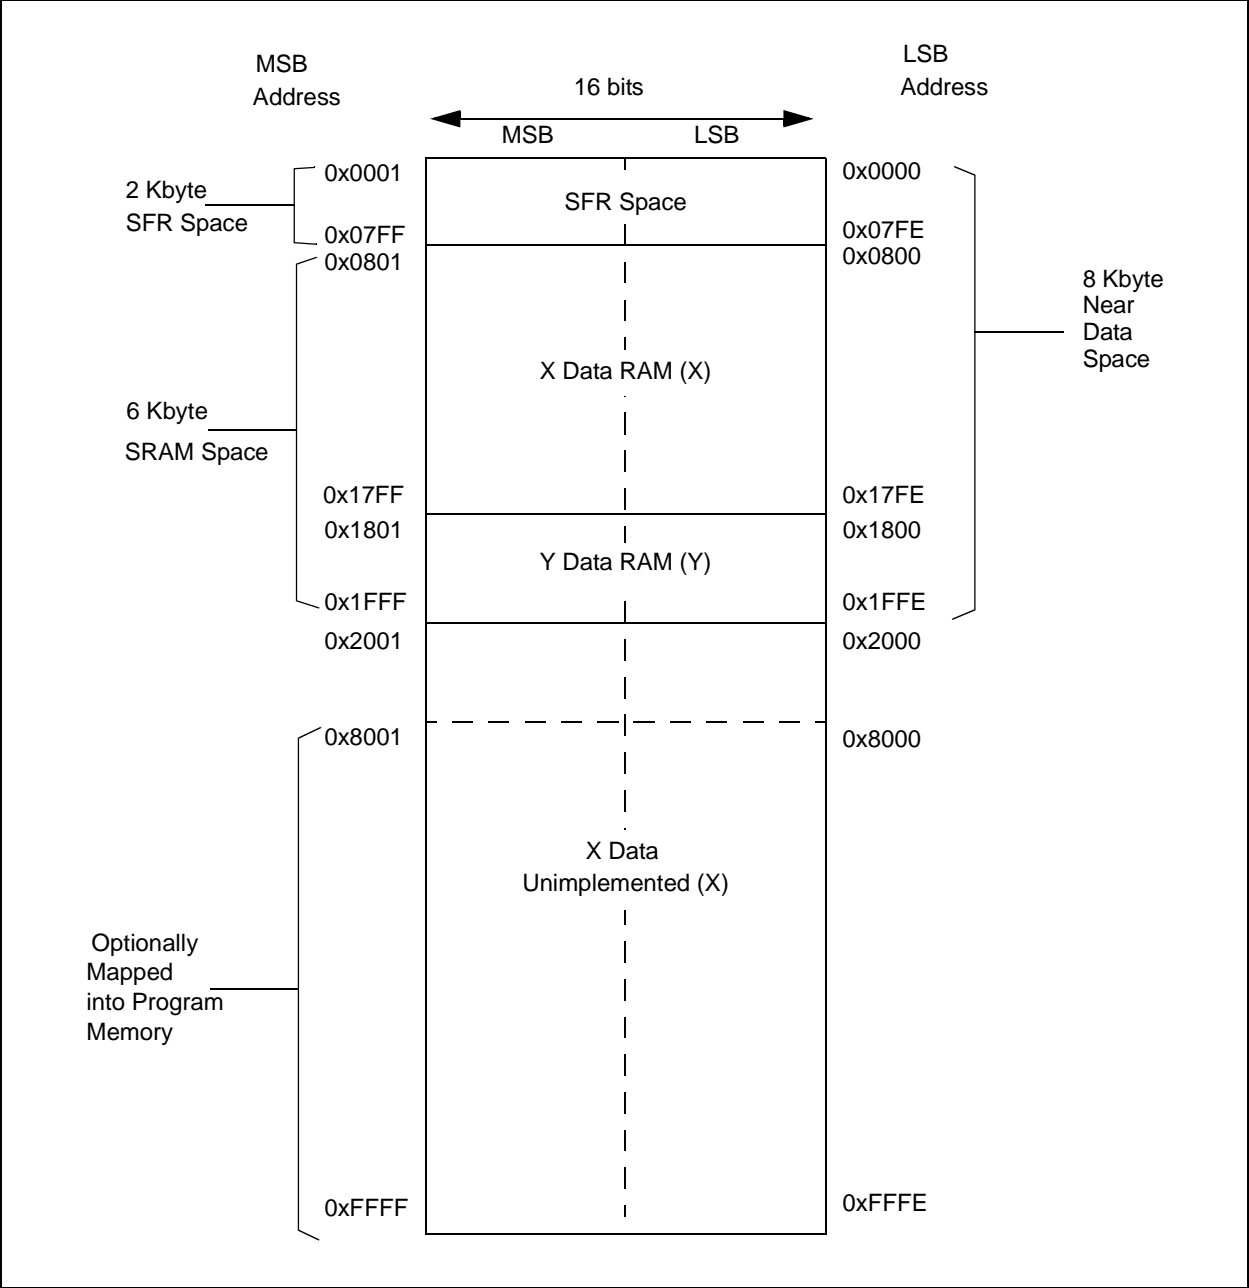 MSB
Address
16 bits
LSB
Address
MSB
LSB
2 Kbyte
SFR Space
0x0001
0x07FF
0x0801
SFR Space
0x0000
0x07FE
0x0800
8 Kbyte
Near
Data
Space
X Data RAM (X)
6 Kbyte
SRAM Space
0x17FF
0x1801
0x17FE
0x1800
Y Data RAM (Y)
0x1FFF
0x2001
0x1FFE
0x2000
0x8001
0x8000
X Data
Unimplemented (X)
Optionally
Mapped
into Program
Memory
0xFFFF
0xFFFE